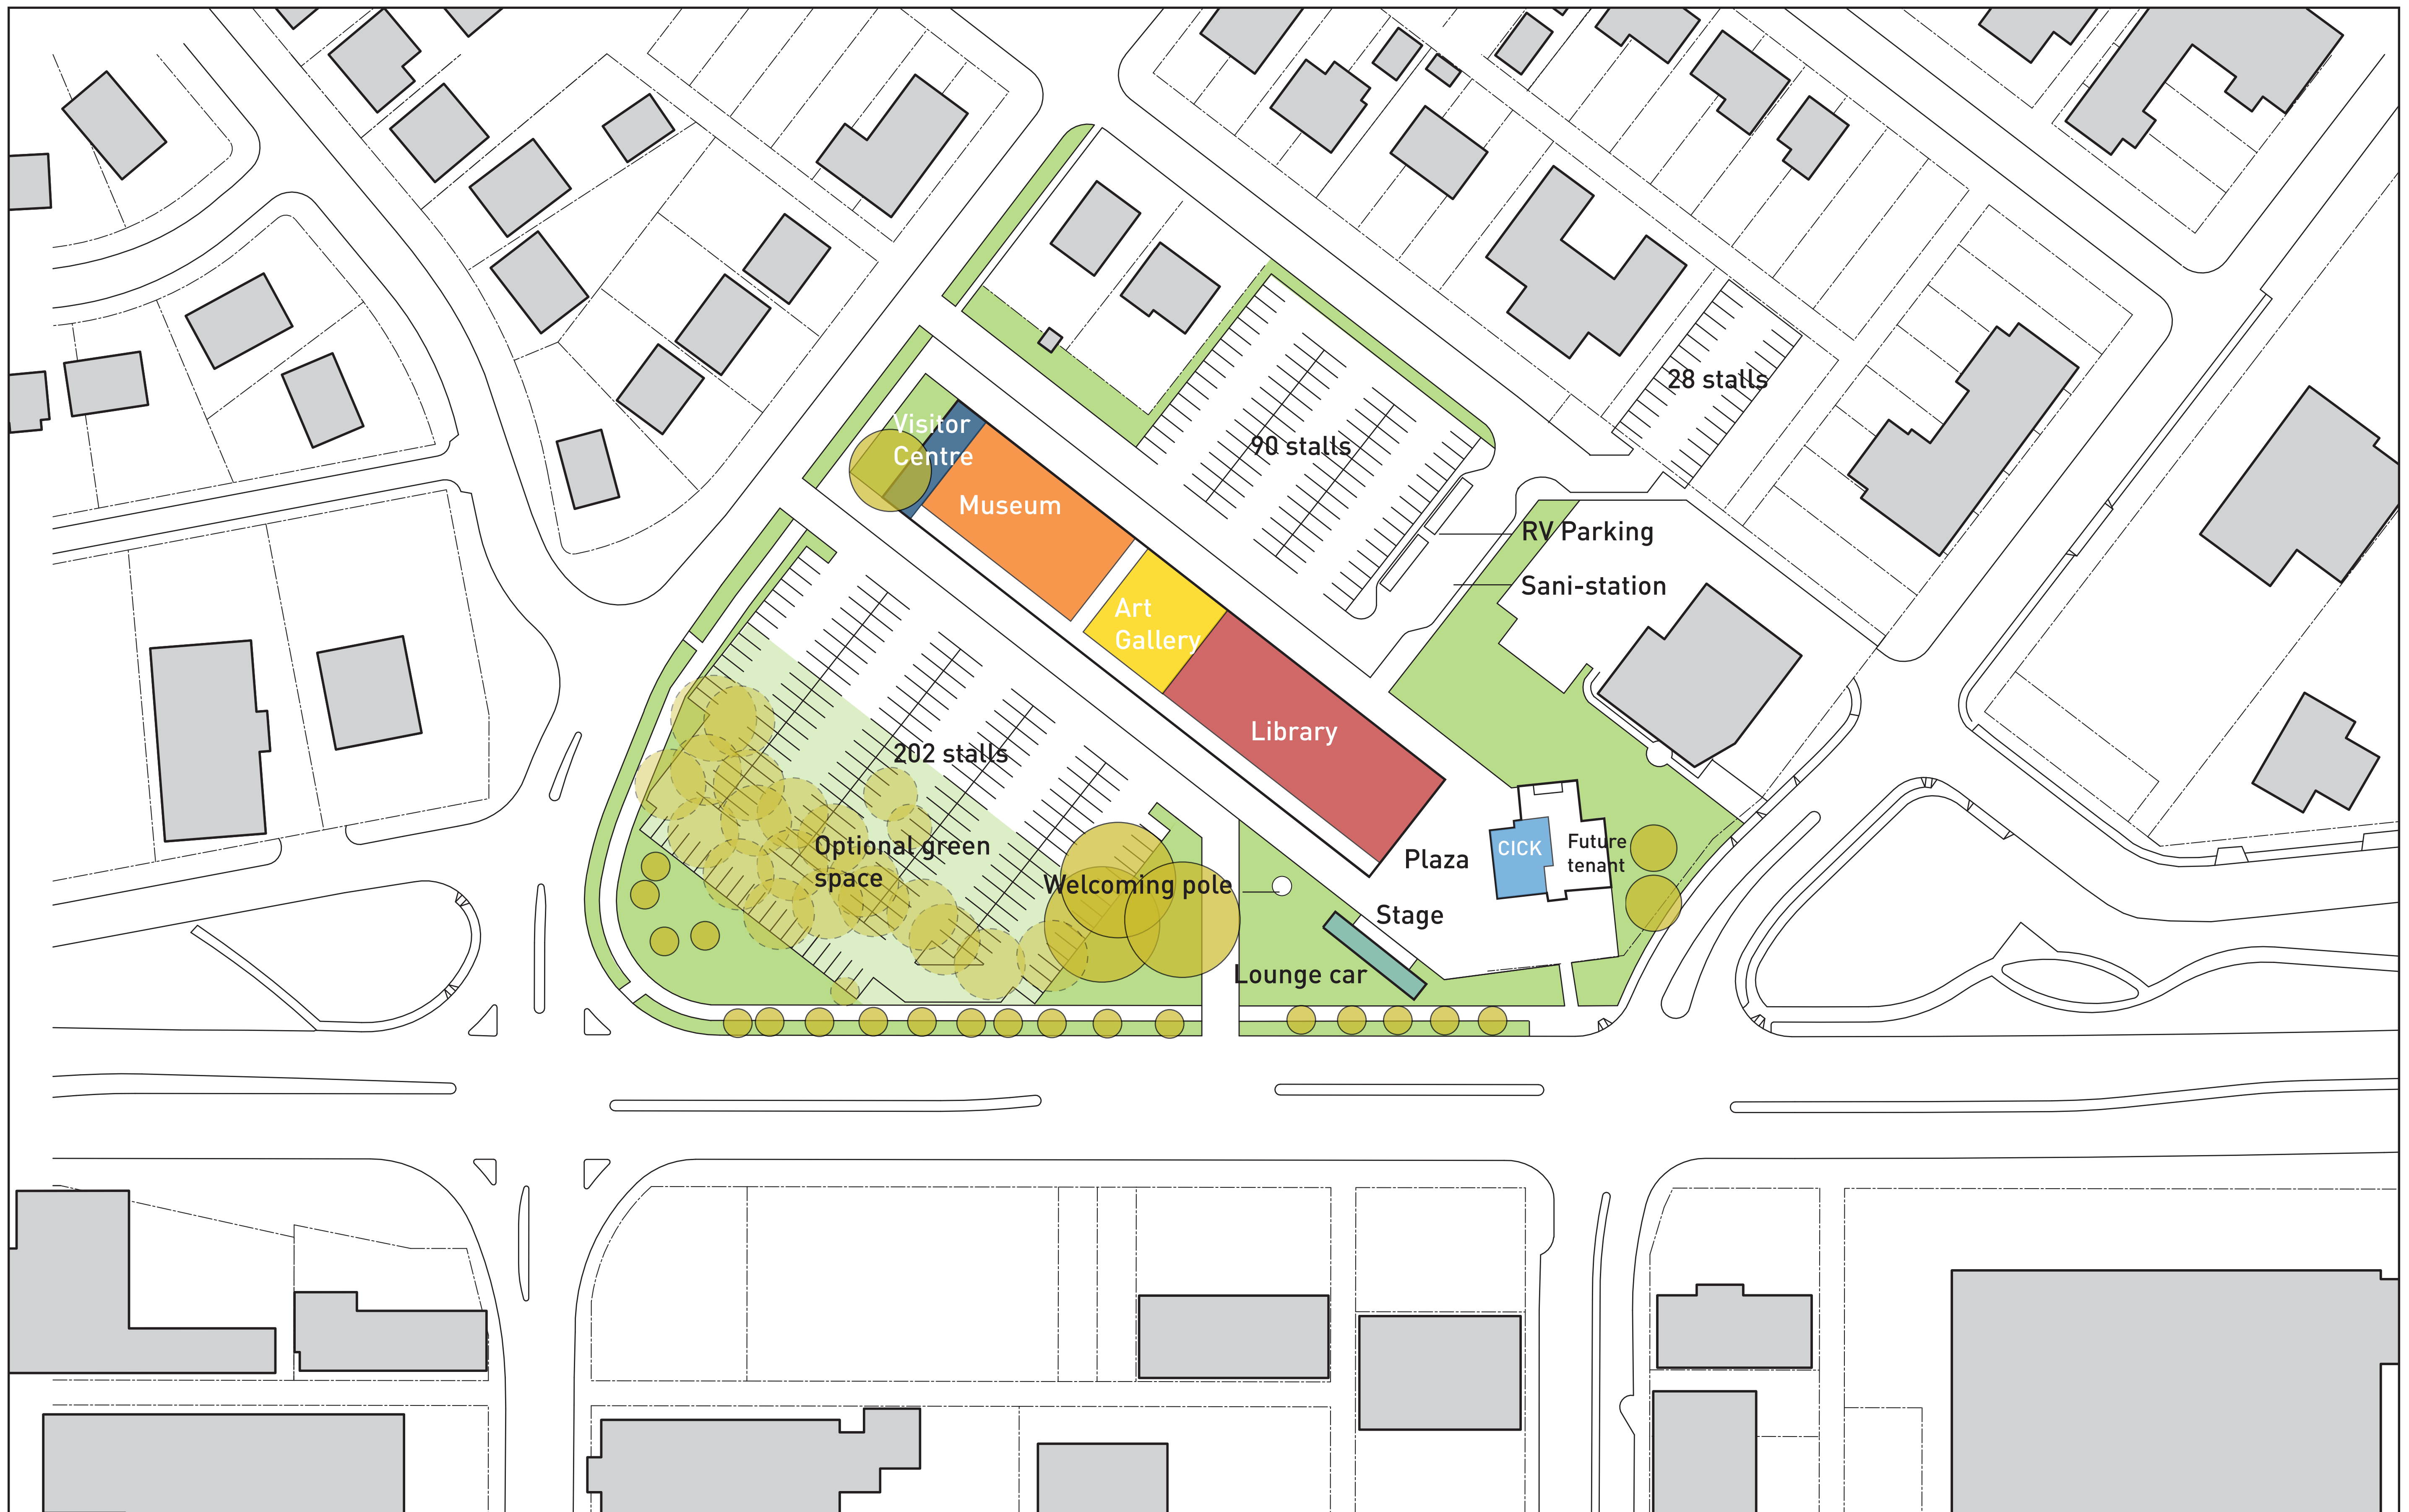 28 stalls
Visitor
Centre
90 stalls
Museum
RV Parking
Sani-station
Art
Gallery
Library
202 stalls
Optional green
space
Future
tenant
CICK
Plaza
Welcoming pole
Stage
Lounge car